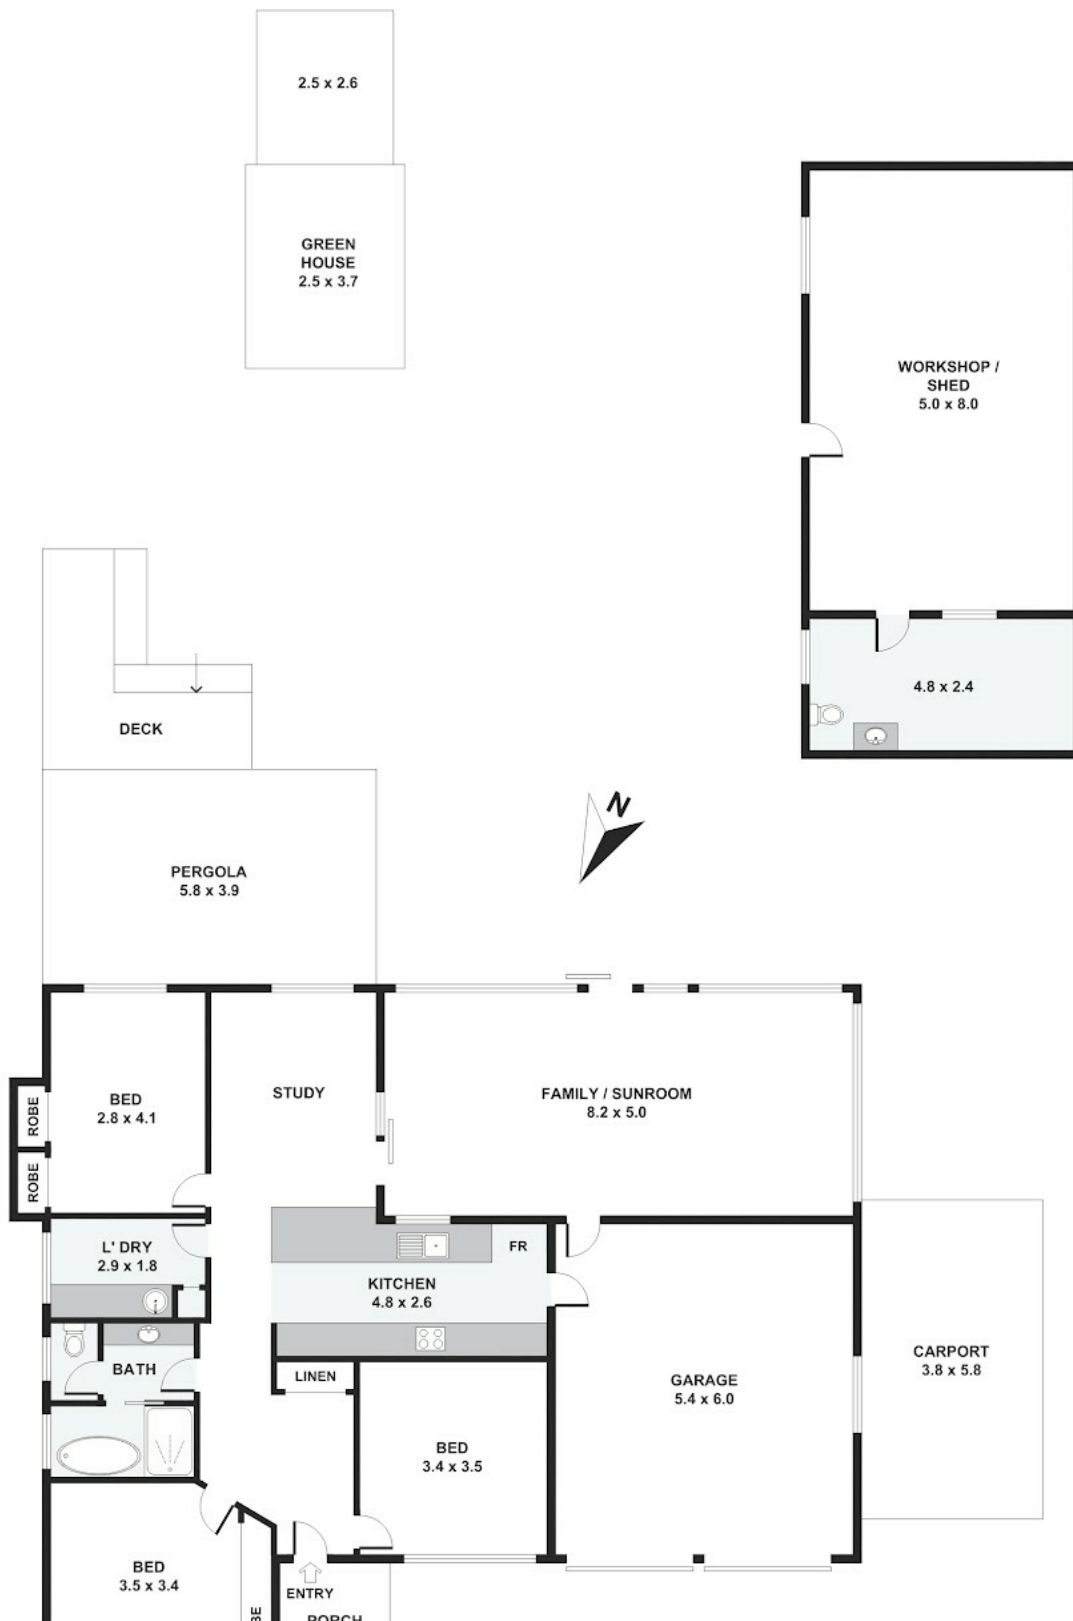 2.5 x 2.6
GREEN
HOUSE
2.5 x 3.7
WORKSHOP /
SHED
5.0 x 8.0
4.8 x 2.4
DECK
N
PERGOLA
5.8 x 3.9
BED
2.8 x 4.1
ROBE
ROBE
STUDY
FAMILY / SUNROOM
8.2 x 5.0
L' DRY
2.9 x 1.8
FR
KITCHEN
4.8 x 2.6
BATH
LINEN
GARAGE
5.4 x 6.0
CARPORT
3.8 x 5.8
BED
3.4 x 3.5
BED
3.5 x 3.4
BE
ENTRY
PORCH